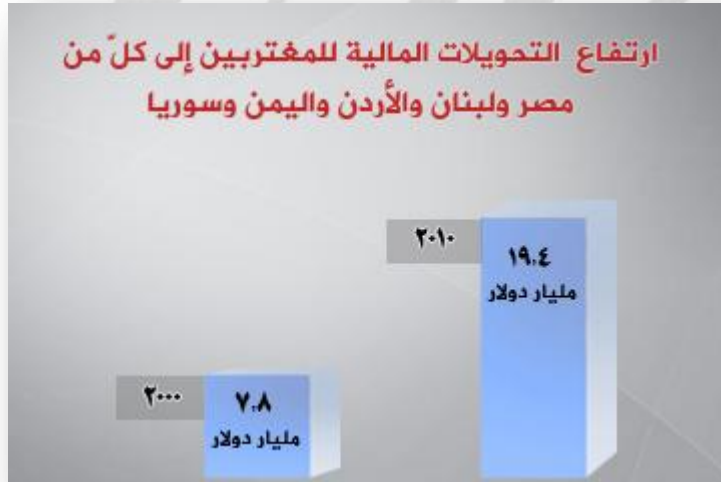 ارتفاع التحويلات المالية للمغتربين إلى كلّ من
مصر ولبنان والأردن واليمن وسوريا
٢٠١٠
١٩.٤
مليار دولار
٢٠٠٠
٧.٨
مليار دولار